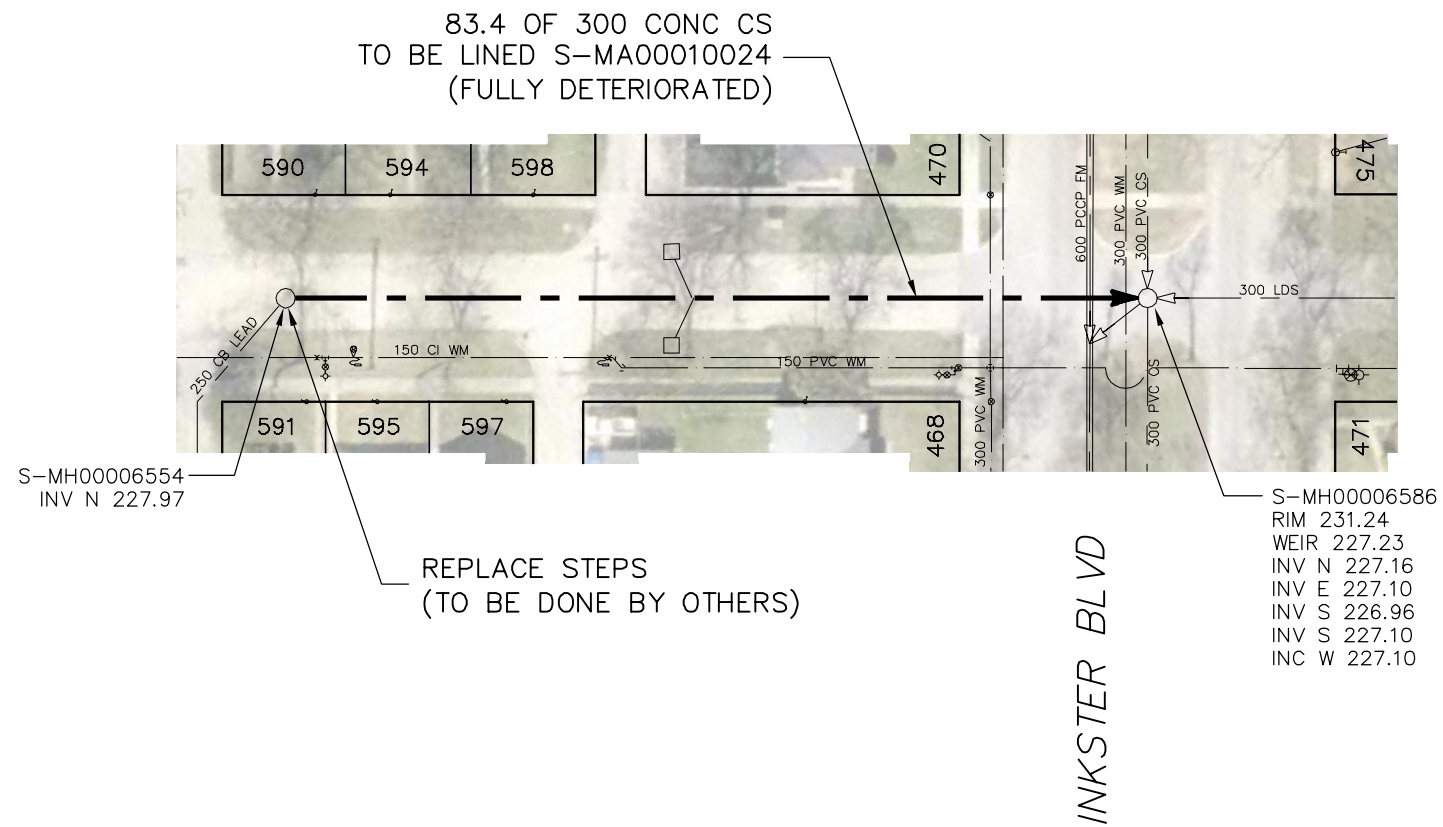 83.4 OF 300 CONC CS
TO BE LINED S-MA00010024
(FULLY DETERIORATED)
590
594
598
470
475
600 PCCP FM
300 PVC WM
300 PVC CS
300 LDS
250 CB LEAD
150 CI WM
150 PVC WM
300 PVC WM
300 PVC CS
591
595
597
468
471
S-MH00006554
INV N 227.97
REPLACE STEPS
(TO BE DONE BY OTHERS)
INKSTER BLVD
S-MH00006586
RIM 231.24
WEIR 227.23
INV N 227.16
INV E 227.10
INV S 226.96
INV S 227.10
INC W 227.10